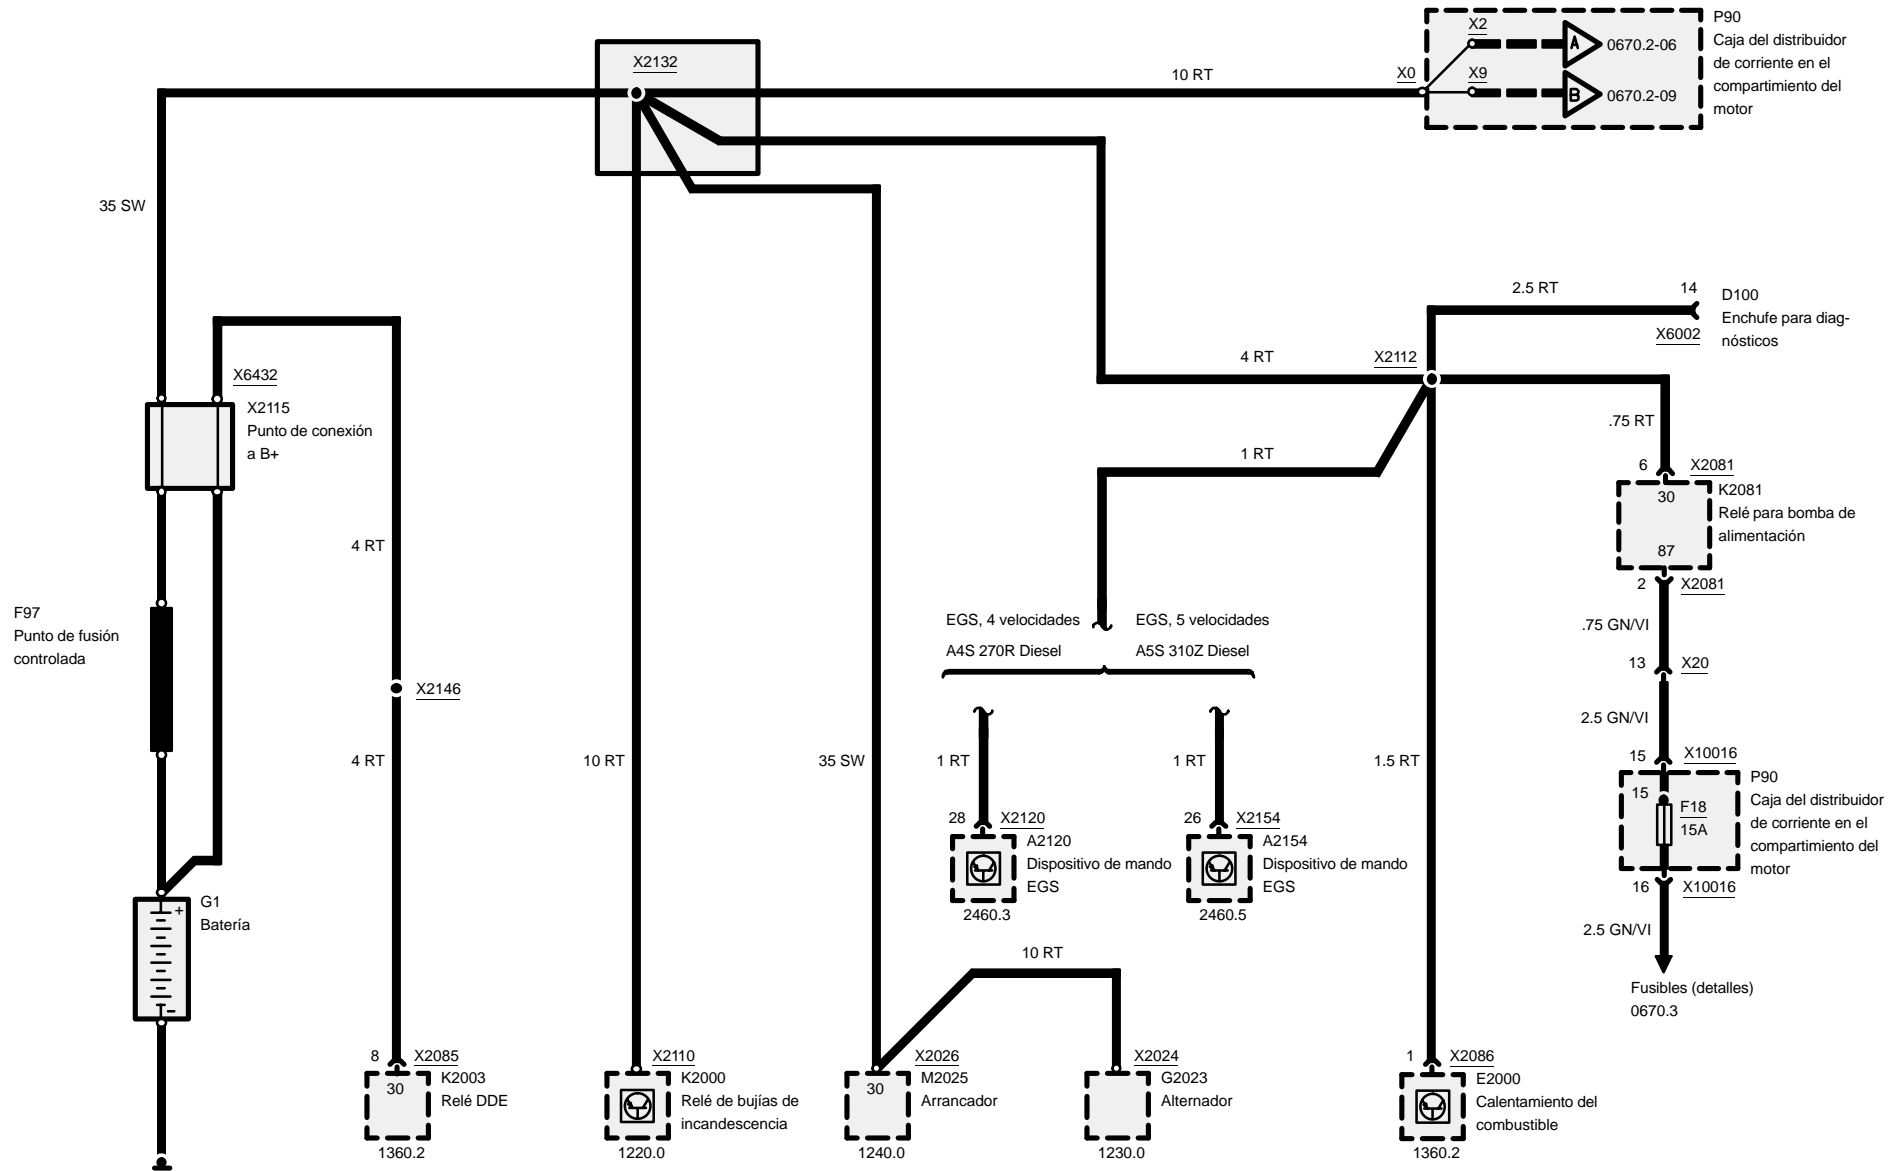 P90
X2
Caja del distribuidor
X2132
A
0670.2-06
de corriente en el
10 RT
X0
X9
compartimiento del
B
0670.2-09
motor
35 SW
2.5 RT
14
D100
Enchufe para diag-
X6002
nósticos
4 RT
X2112
X6432
X2115
Punto de conexión
a B+
.75 RT
1 RT
6
X2081
30
K2081
Relé para bomba de
alimentación
87
4 RT
2
X2081
F97
Punto de fusión
controlada
EGS, 4 velocidades
EGS, 5 velocidades
.75 GN/VI
A4S 270R Diesel
A5S 310Z Diesel
13
X20
X2146
2.5 GN/VI
4 RT
10 RT
35 SW
1 RT
1 RT
1.5 RT
15
X10016
P90
15
F18
Caja del distribuidor
15A
de corriente en el
compartimiento del
motor
28
X2120
26
X2154
A2120
A2154
Dispositivo de mando
Dispositivo de mando
EGS
EGS
16
X10016
2460.3
2460.5
G1
+
Batería
2.5 GN/VI
10 RT
Fusibles (detalles)
0670.3
-
8
X2085
X2110
X2026
X2024
1
X2086
30
K2003
K2000
30
M2025
G2023
E2000
Relé DDE
Relé de bujías de
Arrancador
Alternador
Calentamiento del
incandescencia
combustible
1360.2
1220.0
1240.0
1230.0
1360.2